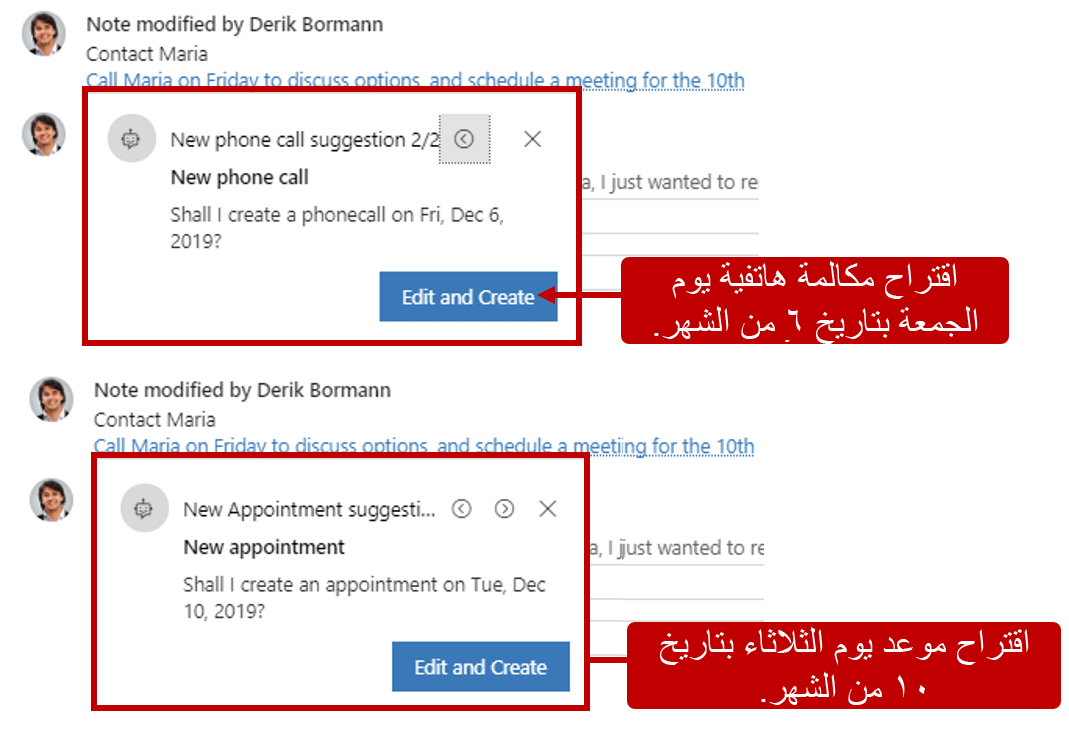 Note modified by Derik Bormann
Contact Maria
Call Maria on Friday to discuss options, and schedule a meeting for the 10th
New phone call suggestion 2/2
New phone call
a, I just wanted to re
Shall I create a phonecall on Fri, Dec 6,
2019?
Edit and Create
اقتراح مكالمة هاتفية يوم
الجمعة بتاريخ ٦ من الشهر.
Note modified by Derik Bormann
Contact Maria
Call Maria on Friday to discuss options, and schedule a meetiing for the 10th
New Appointment suggesti...
New appointment
a, I jjust wanted to re
Shall I create an appointment on Tue, Dec
10, 2019?
Edit and Create
اقتراح موعد يوم الثلاثاء بتاريخ
١٠ من الشهر.